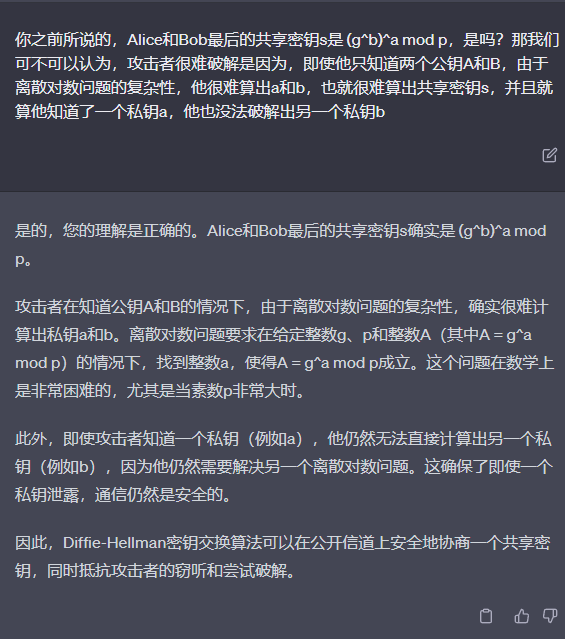 你之前所说的，Alice和Bob最后的共享密钥s是 (g^b)^a mod p，是吗？那我们
可不可以认为，攻击者很难破解是因为，即使他只知道两个公钥A和B，由于
离散对数问题的复杂性，他很难算出a和b，也就很难算出共享密钥s，并且就
算他知道了一个私钥a，他也没法破解出另一个私钥b
是的，您的理解是正确的。Alice和Bob最后的共享密钥s确实是 (g^b)^a mod
p。
攻击者在知道公钥A和B的情况下，由于离散对数问题的复杂性，确实很难计
算出私钥a和b。离散对数问题要求在给定整数g、p和整数A（其中A = g^a
mod p）的情况下，找到整数a，使得A = g^a mod p成立。这个问题在数学上
是非常困难的，尤其是当素数p非常大时。
此外，即使攻击者知道一个私钥（例如a），他仍然无法直接计算出另一个私
钥（例如b），因为他仍然需要解决另一个离散对数问题。这确保了即使一个
私钥泄露，通信仍然是安全的。
因此，Diffie-Hellman密钥交换算法可以在公开信道上安全地协商一个共享密
钥，同时抵抗攻击者的窃听和尝试破解。